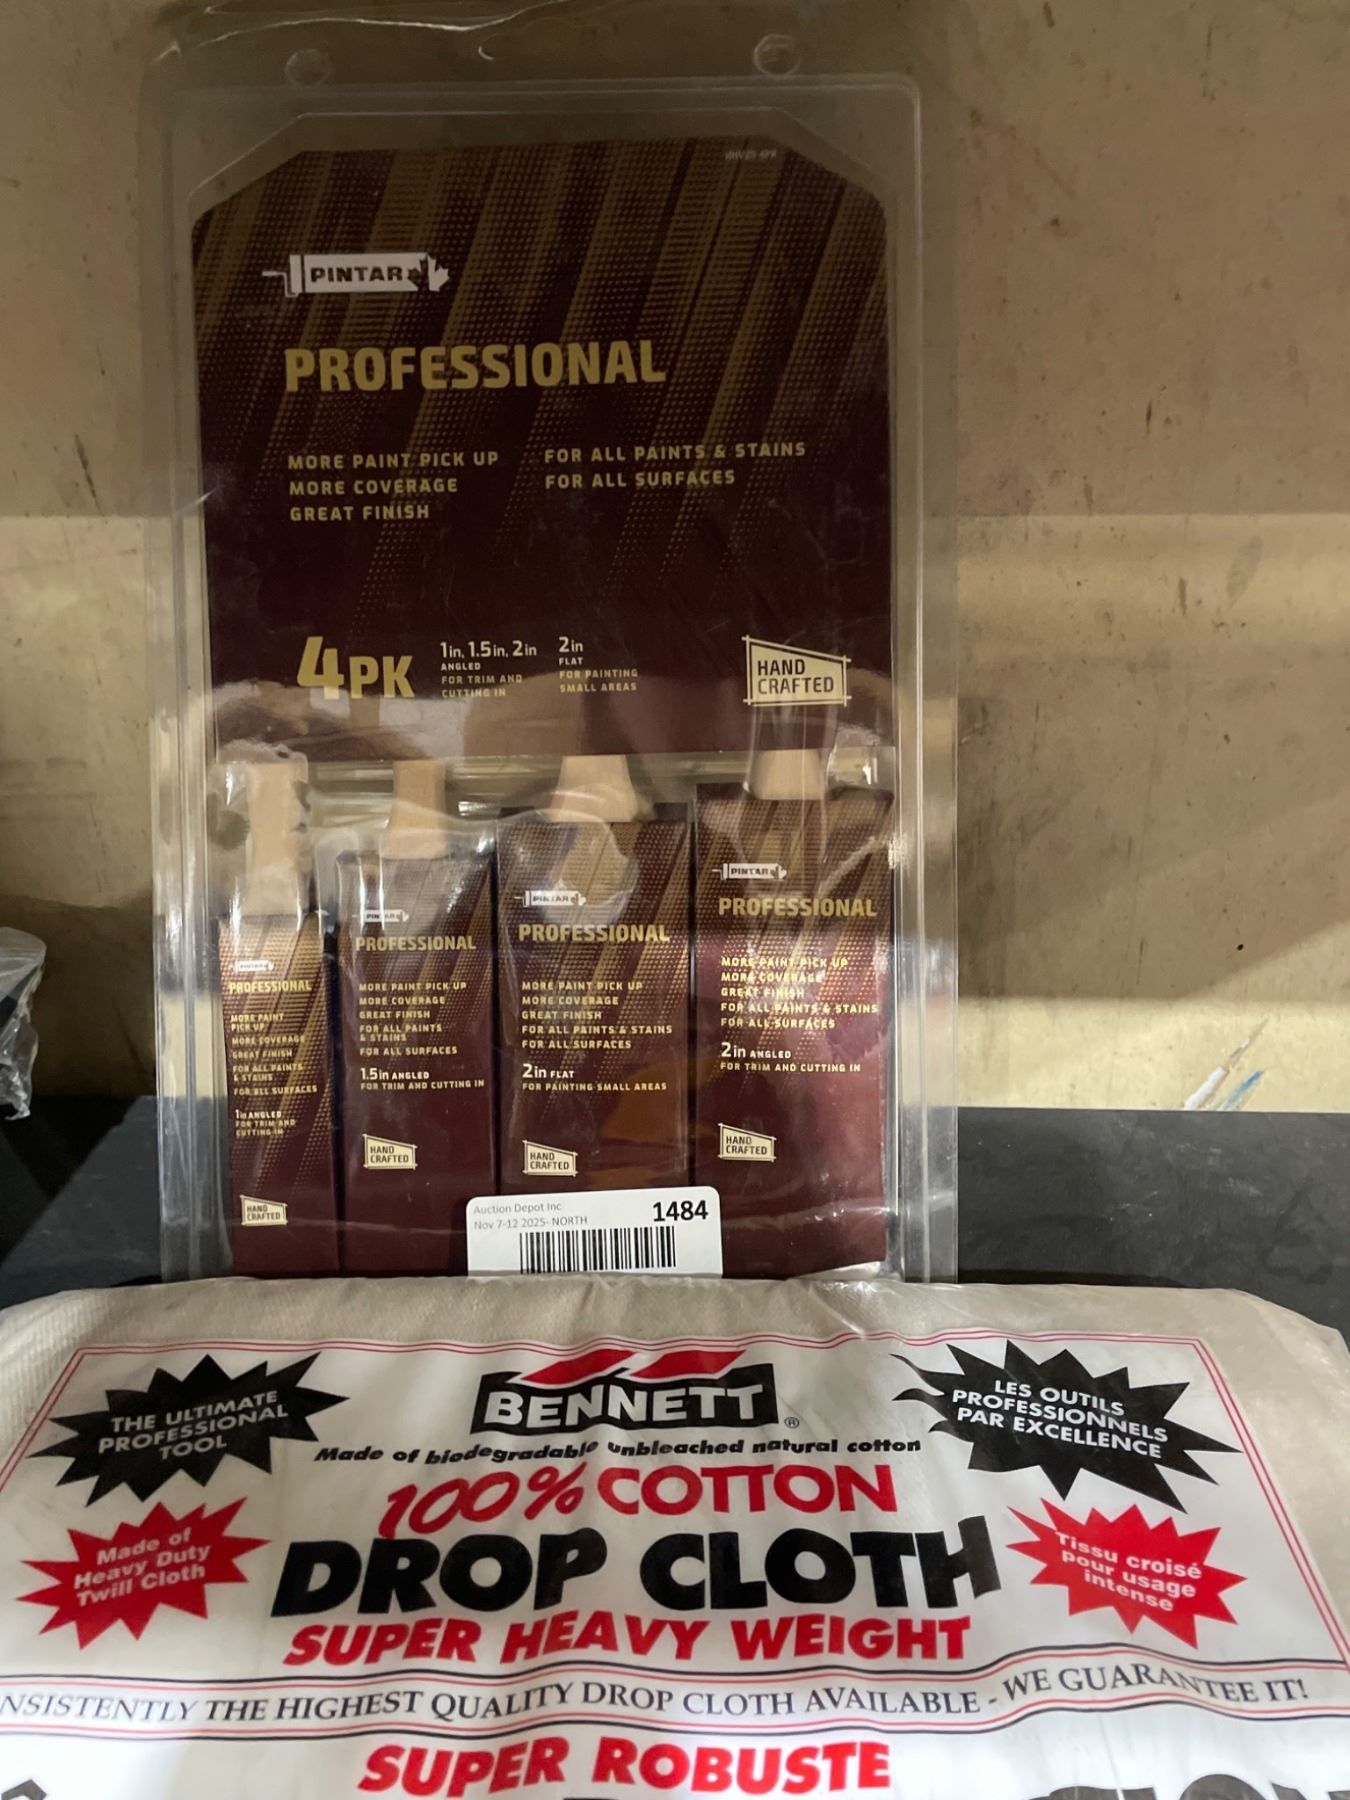 PINTAR
PROFESSIONAL
MORE PAINT PICK UP
MORE COVERAGE
GREAT FINISH
FOR ALL PAINTS & STAINS
FOR ALL SURFACES
4PK
1in, 1.5in, 2in
ANGLED
FOR TRIM AND
CUTTING IN
2in
FLAT
FOR PAINTING
SMALL AREAS
HAND
CRAFTED
PINTAR
PROFESSIONAL
MORE PAINT
PICK UP
MORE COVERAGE
GREAT FINISH
FOR ALL PAINTS
& STAINS
FOR ALL SURFACES
1in ANGLED
FOR TRIM AND
CUTTING IN
HAND
CRAFTED
PINTAR
PROFESSIONAL
MORE PAINT PICK UP
MORE COVERAGE
GREAT FINISH
FOR ALL PAINTS
& STAINS
FOR ALL SURFACES
1.5in ANGLED
FOR TRIM AND CUTTING IN
HAND
CRAFTED
PINTAR
PROFESSIONAL
MORE PAINT PICK UP
MORE COVERAGE
GREAT FINISH
FOR ALL PAINTS & STAINS
FOR ALL SURFACES
2in FLAT
FOR PAINTING SMALL AREAS
HAND
CRAFTED
PINTAR
PROFESSIONAL
MORE PAINT PICK UP
MORE COVERAGE
GREAT FINISH
FOR ALL PAINTS & STAINS
FOR ALL SURFACES
2in ANGLED
FOR TRIM AND CUTTING IN
HAND
CRAFTED
Auction Depot Inc
Nov 7-12 2025- NORTH
1484
THE ULTIMATE
PROFESSIONAL
TOOL
BENNETT®
LES OUTILS
PROFESSIONNELS
PAR EXCELLENCE
Made of biodegradable unbleached natural cotton
100% COTTON
DROP CLOTH
SUPER HEAVY WEIGHT
Made of
Heavy Duty
Twill Cloth
Tissu croisé
pour usage
intense
NSISTENTLY THE HIGHEST QUALITY DROP CLOTH AVAILABLE - WE GUARANTEE IT!
SUPER ROBUSTE